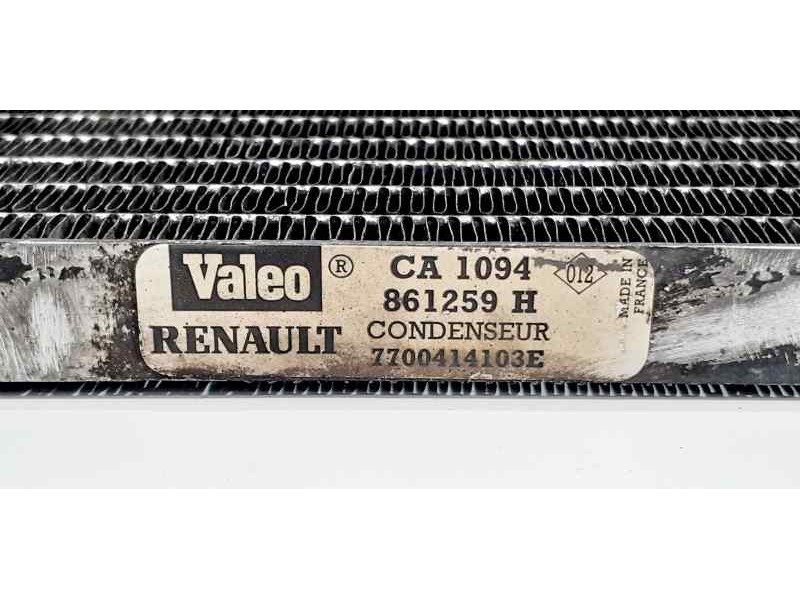 Valeo ® CA 1094 012
861259 H
RENAULT CONDENSEUR
7700414103E
MADE IN
FRANCE